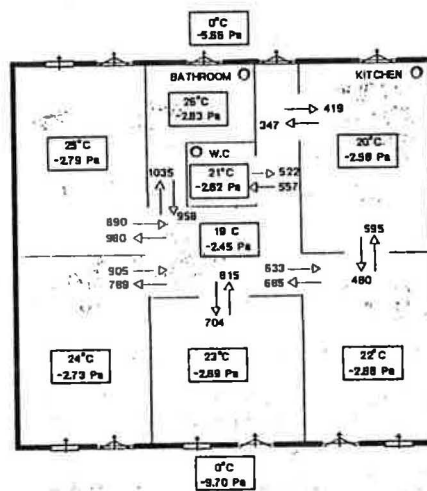 0°C
-5.66 Pa
BATHROOM
KITCHEN
26°C
-2.83 Pa
419
347
25°C
-2.79 Pa
W.C
20°C
-2.58 Pa
21°C
-2.62 Pa
522
557
1035
958
890
980
19 C
-2.45 Pa
595
480
905
789
815
704
633
685
24°C
-2.73 Pa
23°C
-2.69 Pa
22°C
-2.66 Pa
0°C
-9.70 Pa